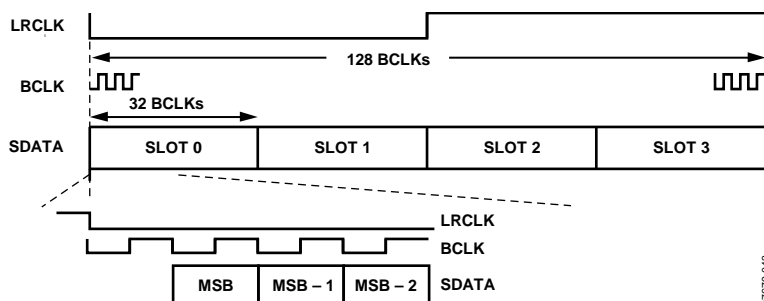 LRCLK
128 BCLKs
BCLK
32 BCLKs
SDATA
SLOT 0
SLOT 1
SLOT 2
SLOT 3
LRCLK
BCLK
MSB
MSB – 1
MSB – 2
SDATA